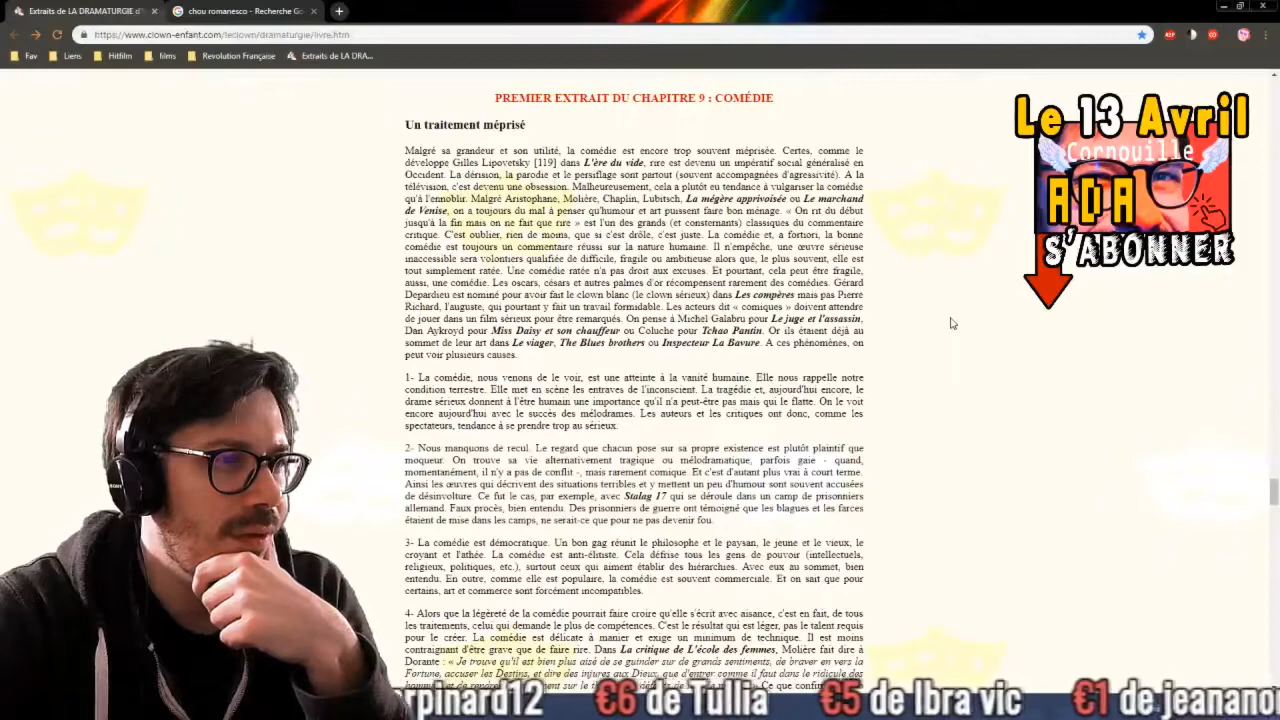 Extraits de LA DRAMATURGIE d
chou romanesco - Recherche Go
https://www.clown-enfant.com/leclown/dramaturgie/livre.htm
Fav
Liens
Hitfilm
films
Revolution Française
Extraits de LA DRA...
PREMIER EXTRAIT DU CHAPITRE 9 : COMÉDIE
Un traitement méprisé
Malgré sa grandeur et son utilité, la comédie est encore trop souvent méprisée. Certes, comme le
développe Gilles Lipovetsky [119] dans L'ère du vide, rire est devenu un impératif social généralisé en
Occident. La dérision, la parodie et le persiflage sont partout (souvent accompagnées d'agressivité). A la
télévision, c'est devenu une obsession. Malheureusement, cela a plutôt eu tendance à vulgariser la comédie
qu'à l'ennoblir. Malgré Aristophane, Molière, Chaplin, Lubitsch, La mégère apprivoisée ou Le marchand
de Venise, on a toujours du mal à penser qu'humour et art puissent faire bon ménage. « On rit du début
jusqu'à la fin mais on ne fait que rire » est l'un des grands (et consternants) classiques du commentaire
critique. C'est oublier, rien de moins, que si c'est drôle, c'est juste. La comédie et, a fortiori, la bonne
comédie est toujours un commentaire réussi sur la nature humaine. Il n'empêche, une œuvre sérieuse
inaccessible sera volontiers qualifiée de difficile, fragile ou ambitieuse alors que, le plus souvent, elle est
tout simplement ratée. Une comédie ratée n'a pas droit aux excuses. Et pourtant, cela peut être fragile,
aussi, une comédie. Les oscars, césars et autres palmes d'or récompensent rarement des comédies. Gérard
Depardieu est nominé pour avoir fait le clown blanc (le clown sérieux) dans Les compères mais pas Pierre
Richard, l'auguste, qui pourtant y fait un travail formidable. Les acteurs dit « comiques » doivent attendre
de jouer dans un film sérieux pour être remarqués. On pense à Michel Galabru pour Le juge et l'assassin,
Dan Aykroyd pour Miss Daisy et son chauffeur ou Coluche pour Tchao Pantin. Or ils étaient déjà au
sommet de leur art dans Le viager, The Blues brothers ou Inspecteur La Bavure. A ces phénomènes, on
peut voir plusieurs causes.
1- La comédie, nous venons de le voir, est une atteinte à la vanité humaine. Elle nous rappelle notre
condition terrestre. Elle met en scène les entraves de l'inconscient. La tragédie et, aujourd'hui encore, le
drame sérieux donnent à l'être humain une importance qu'il n'a peut-être pas mais qui le flatte. On le voit
encore aujourd'hui avec le succès des mélodrames. Les auteurs et les critiques ont donc, comme les
spectateurs, tendance à se prendre trop au sérieux.
2- Nous manquons de recul. Le regard que chacun pose sur sa propre existence est plutôt plaintif que
moqueur. On trouve sa vie alternativement tragique ou mélodramatique, parfois gaie - quand,
momentanément, il n'y a pas de conflit -, mais rarement comique. Et c'est d'autant plus vrai à court terme.
Ainsi les œuvres qui décrivent des situations terribles et y mettent un peu d'humour sont souvent accusées
de désinvolture. Ce fut le cas, par exemple, avec Stalag 17 qui se déroule dans un camp de prisonniers
allemand. Faux procès, bien entendu. Des prisonniers de guerre ont témoigné que les blagues et les farces
étaient de mise dans les camps, ne serait-ce que pour ne pas devenir fou.
3- La comédie est démocratique. Un bon gag réunit le philosophe et le paysan, le jeune et le vieux, le
croyant et l'athée. La comédie est anti-élitiste. Cela défrise tous les gens de pouvoir (intellectuels,
religieux, politiques, etc.), surtout ceux qui aiment établir des hiérarchies. Avec eux au sommet, bien
entendu. En outre, comme elle est populaire, la comédie est souvent commerciale. Et on sait que pour
certains, art et commerce sont forcément incompatibles.
4- Alors que la légèreté de la comédie pourrait faire croire qu'elle s'écrit avec aisance, c'est en fait, de tous
les traitements, celui qui demande le plus de compétences. C'est le résultat qui est léger, pas le talent requis
pour le créer. La comédie est délicate à manier et exige un minimum de technique. Il est moins
contraignant d'être grave que de faire rire. Dans La critique de L'école des femmes, Molière fait dire à
Dorante : « Je trouve qu'il est bien plus aisé de se guinder sur de grands sentiments, de braver en vers la
Fortune, accuser les Destins, et dire des injures aux Dieux, que d'entrer comme il faut dans le ridicule des
Le 13 Avril
Cornouille
ADA
S'ABONNER
pinard12 €6 de Tullia €5 de Ibra vic €1 de jeanano